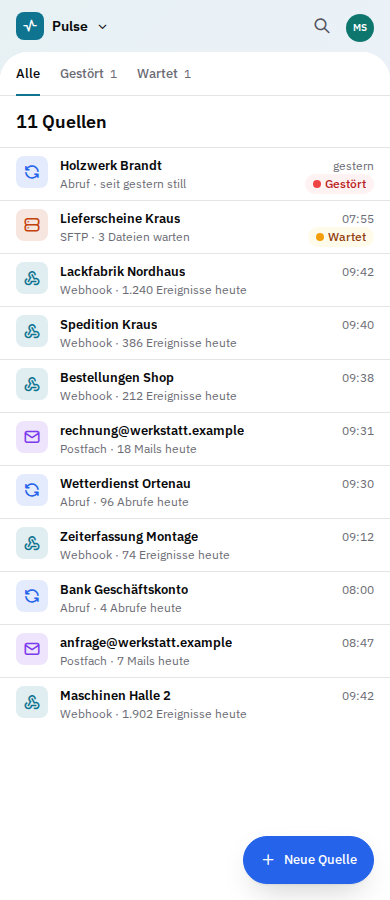 Pulse
MS
Alle Gestört 1 Wartet 1
11 Quellen
Holzwerk Brandt gestern
Abruf · seit gestern still Gestört
Lieferscheine Kraus 07:55
SFTP · 3 Dateien warten Wartet
Lackfabrik Nordhaus 09:42
Webhook · 1.240 Ereignisse heute
Spedition Kraus 09:40
Webhook · 386 Ereignisse heute
Bestellungen Shop 09:38
Webhook · 212 Ereignisse heute
rechnung@werkstatt.example 09:31
Postfach · 18 Mails heute
Wetterdienst Ortenau 09:30
Abruf · 96 Abrufe heute
Zeiterfassung Montage 09:12
Webhook · 74 Ereignisse heute
Bank Geschäftskonto 08:00
Abruf · 4 Abrufe heute
anfrage@werkstatt.example 08:47
Postfach · 7 Mails heute
Maschinen Halle 2 09:42
Webhook · 1.902 Ereignisse heute
Neue Quelle